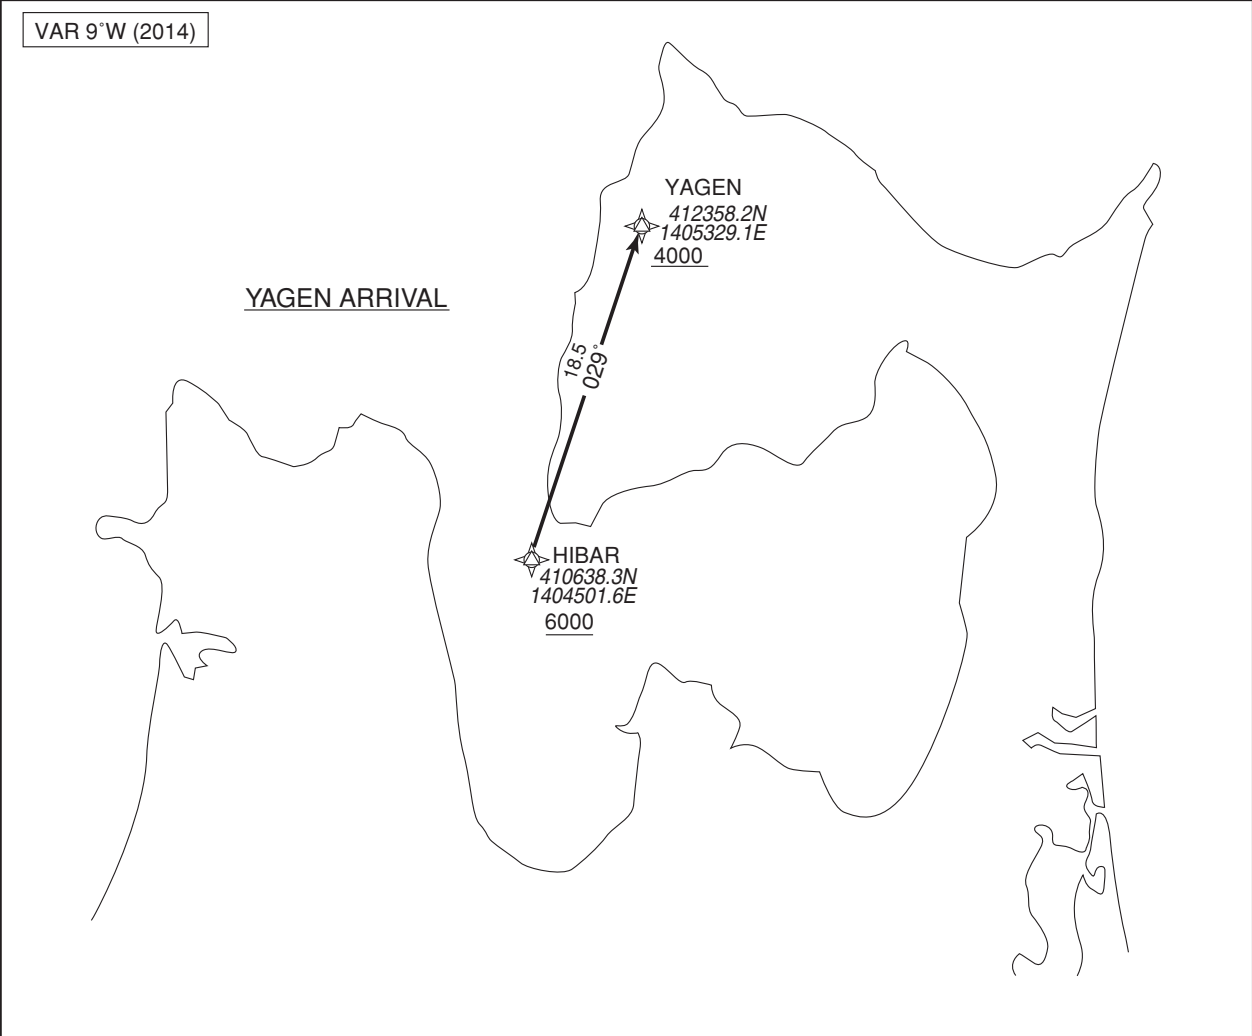 VAR 9˚W (2014)
YAGEN
412358.2N
1405329.1E
4000
YAGEN ARRIVAL
18.5
029˚
HIBAR
410638.3N
1404501.6E
6000